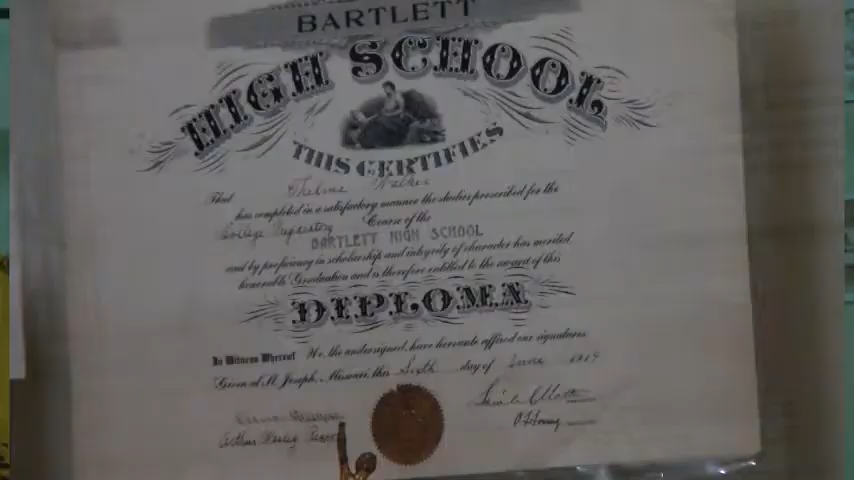 BARTLETT
HIGH SCHOOL
THIS CERTIFIES
That Thelma Walker
has completed in a satisfactory manner the studies prescribed for the
College Preparatory Course of the
BARTLETT HIGH SCHOOL
and by proficiency in scholarship and integrity of character has merited
honorable Graduation and is therefore entitled to the award of this
DIPLOMA
In Witness Whereof We, the undersigned, have hereunto affixed our signatures
Given at St. Joseph, Missouri, this Sixth day of June 1919
Arthur Wesley